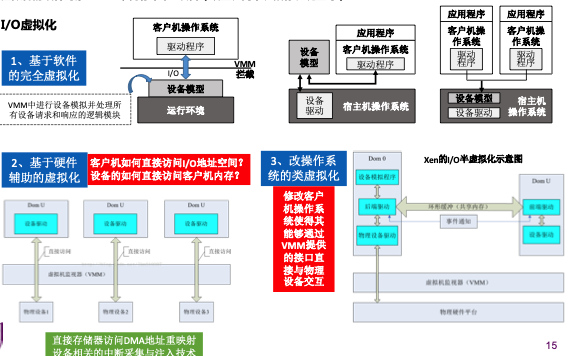 I/O虚拟化
1、基于软件
的完全虚拟化
VMM中进行设备模拟并处理所
有设备请求和响应的逻辑模块
客户机操作系统
驱动程序
I/O
VMM
拦截
设备模型
运行环境
设备
模型
应用程序
客户机操作系统
驱动程序
设备
驱动
宿主机操作系统
应用程序
客户机操
作系统
驱动
程序
应用程序
客户机操
作系统
驱动
程序
设备模型
设备驱动
宿主机
操作系统
2、基于硬件
辅助的虚拟化
客户机如何直接访问I/O地址空间?
设备的如何直接访问客户机内存?
Dom U
设备驱动
直接访问
Dom U
设备驱动
直接访问
Dom U
设备驱动
直接访问
虚拟机监视器（VMM）
物理设备1
物理设备2
物理设备3
直接存储器访问DMA地址重映射
设备相关的中断采集与注入技术
3、改操作系
统的类虚拟化
修改客户
机操作系
统使得其
能够通过
VMM提供
的接口直
接与物理
设备交互
Xen的I/O半虚拟化示意图
Dom 0
设备模拟程序
后端驱动
物理设备驱动
环形缓冲（共享内存）
事件通知
Dom U
前端驱动
设备驱动
虚拟机监视器（VMM）
物理硬件平台
15